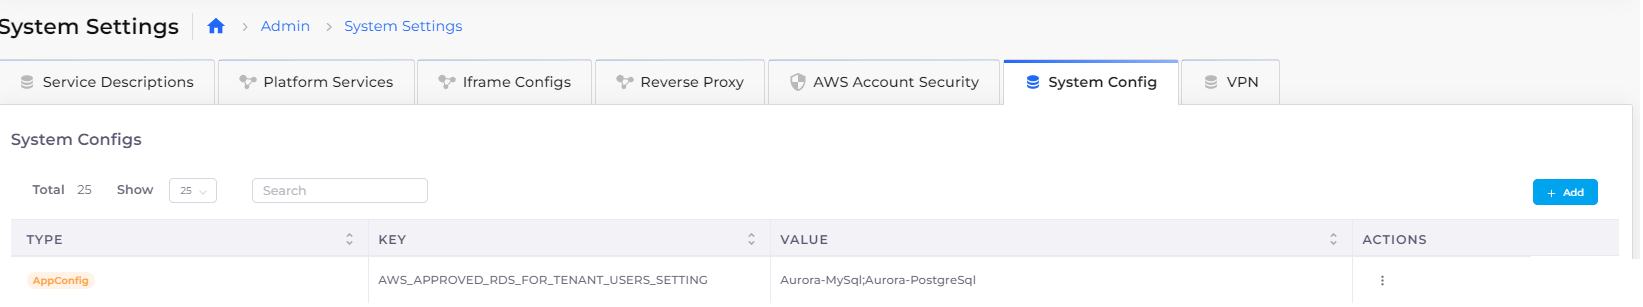 System Settings Admin System Settings
Service Descriptions Platform Services Iframe Configs Reverse Proxy AWS Account Security System Config VPN
System Configs
Total 25 Show 25 Search + Add
TYPE KEY VALUE ACTIONS
AppConfig AWS_APPROVED_RDS_FOR_TENANT_USERS_SETTING Aurora-MySql;Aurora-PostgreSql